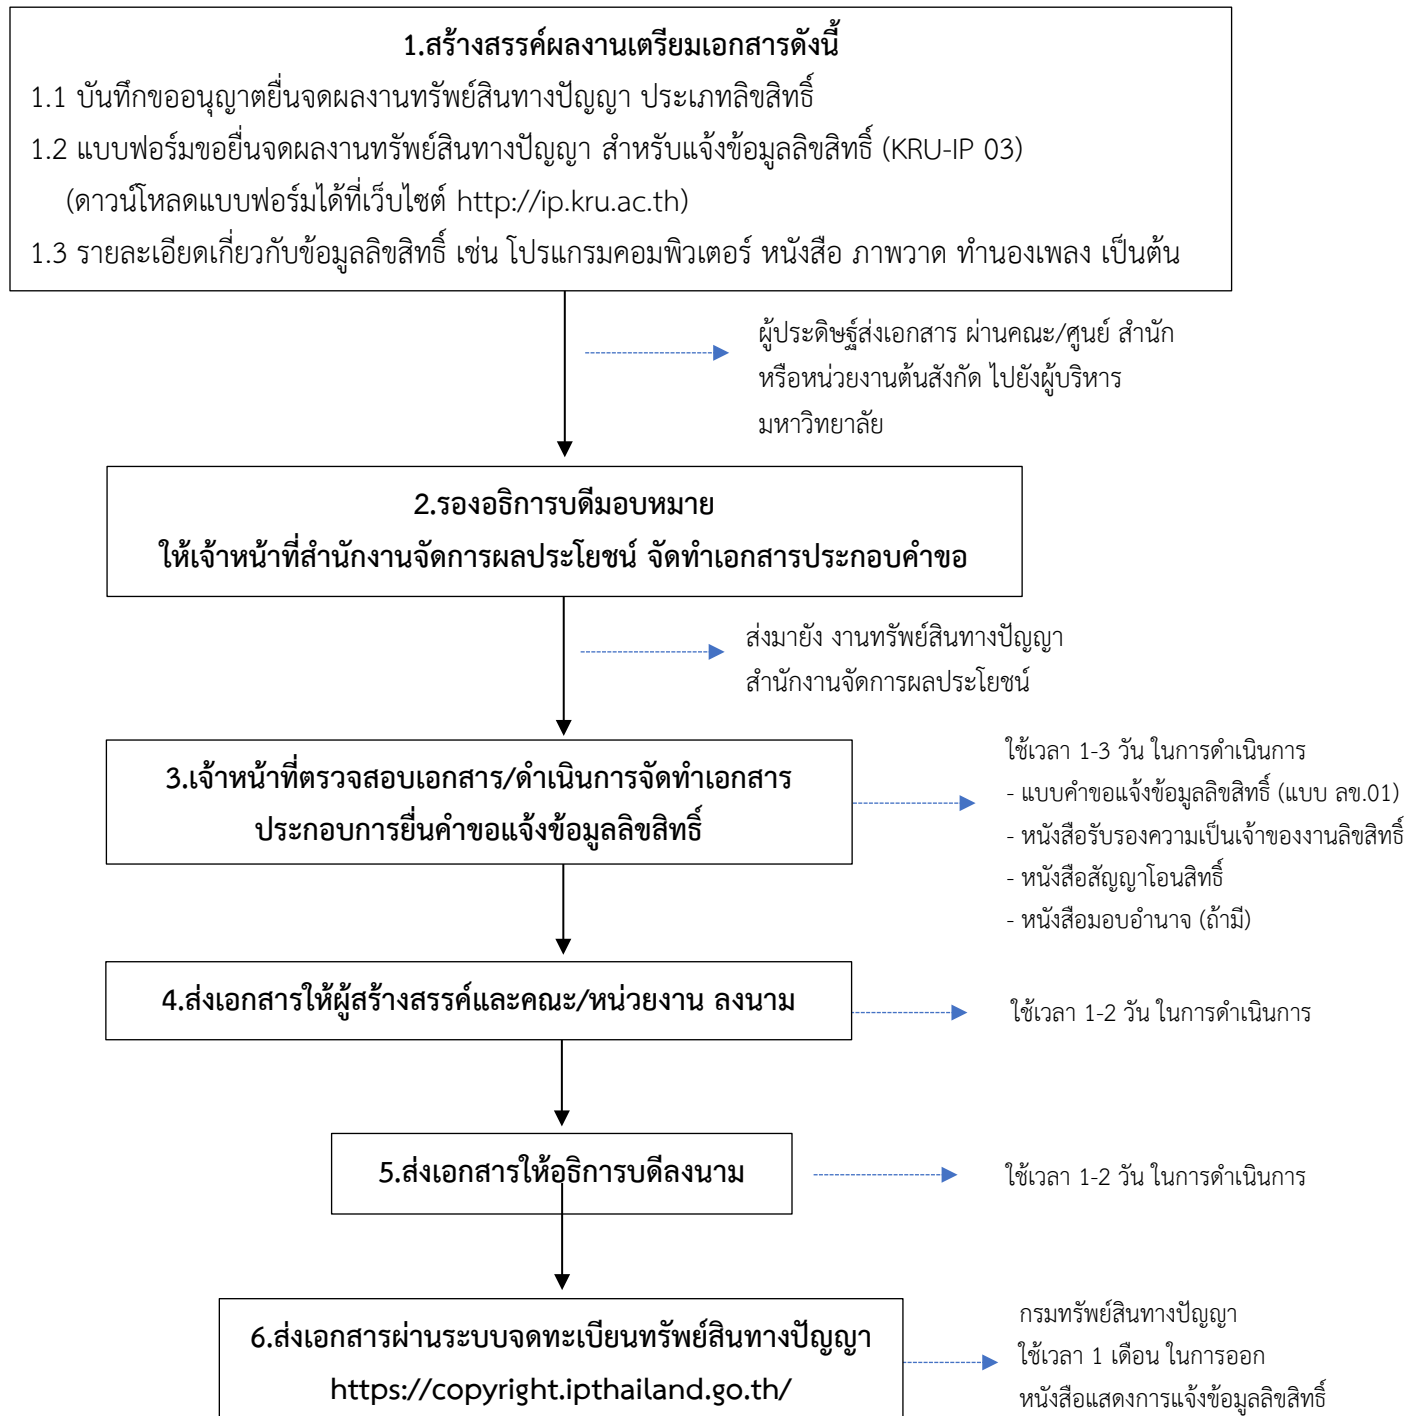 1.สร้างสรรค์ผลงานเตรียมเอกสารดังนี้
1.1 บันทึกขออนุญาตยื่นจดผลงานทรัพย์สินทางปัญญา ประเภทลิขสิทธิ์
1.2 แบบฟอร์มขอยื่นจดผลงานทรัพย์สินทางปัญญา สำหรับแจ้งข้อมูลลิขสิทธิ์ (KRU-IP 03)
(ดาวน์โหลดแบบฟอร์มได้ที่เว็บไซต์ http://ip.kru.ac.th)
1.3 รายละเอียดเกี่ยวกับข้อมูลลิขสิทธิ์ เช่น โปรแกรมคอมพิวเตอร์ หนังสือ ภาพวาด ทำนองเพลง เป็นต้น
ผู้ประดิษฐ์ส่งเอกสาร ผ่านคณะ/ศูนย์ สำนัก
หรือหน่วยงานต้นสังกัด ไปยังผู้บริหาร
มหาวิทยาลัย
2.รองอธิการบดีมอบหมาย
ให้เจ้าหน้าที่สำนักงานจัดการผลประโยชน์ จัดทำเอกสารประกอบคำขอ
ส่งมายัง งานทรัพย์สินทางปัญญา
สำนักงานจัดการผลประโยชน์
3.เจ้าหน้าที่ตรวจสอบเอกสาร/ดำเนินการจัดทำเอกสาร
ประกอบการยื่นคำขอแจ้งข้อมูลลิขสิทธิ์
ใช้เวลา 1-3 วัน ในการดำเนินการ
- แบบคำขอแจ้งข้อมูลลิขสิทธิ์ (แบบ ลข.01)
- หนังสือรับรองความเป็นเจ้าของงานลิขสิทธิ์
- หนังสือสัญญาโอนสิทธิ์
- หนังสือมอบอำนาจ (ถ้ามี)
4.ส่งเอกสารให้ผู้สร้างสรรค์และคณะ/หน่วยงาน ลงนาม
ใช้เวลา 1-2 วัน ในการดำเนินการ
5.ส่งเอกสารให้อธิการบดีลงนาม
ใช้เวลา 1-2 วัน ในการดำเนินการ
6.ส่งเอกสารผ่านระบบจดทะเบียนทรัพย์สินทางปัญญา
https://copyright.ipthailand.go.th/
กรมทรัพย์สินทางปัญญา
ใช้เวลา 1 เดือน ในการออก
หนังสือแสดงการแจ้งข้อมูลลิขสิทธิ์